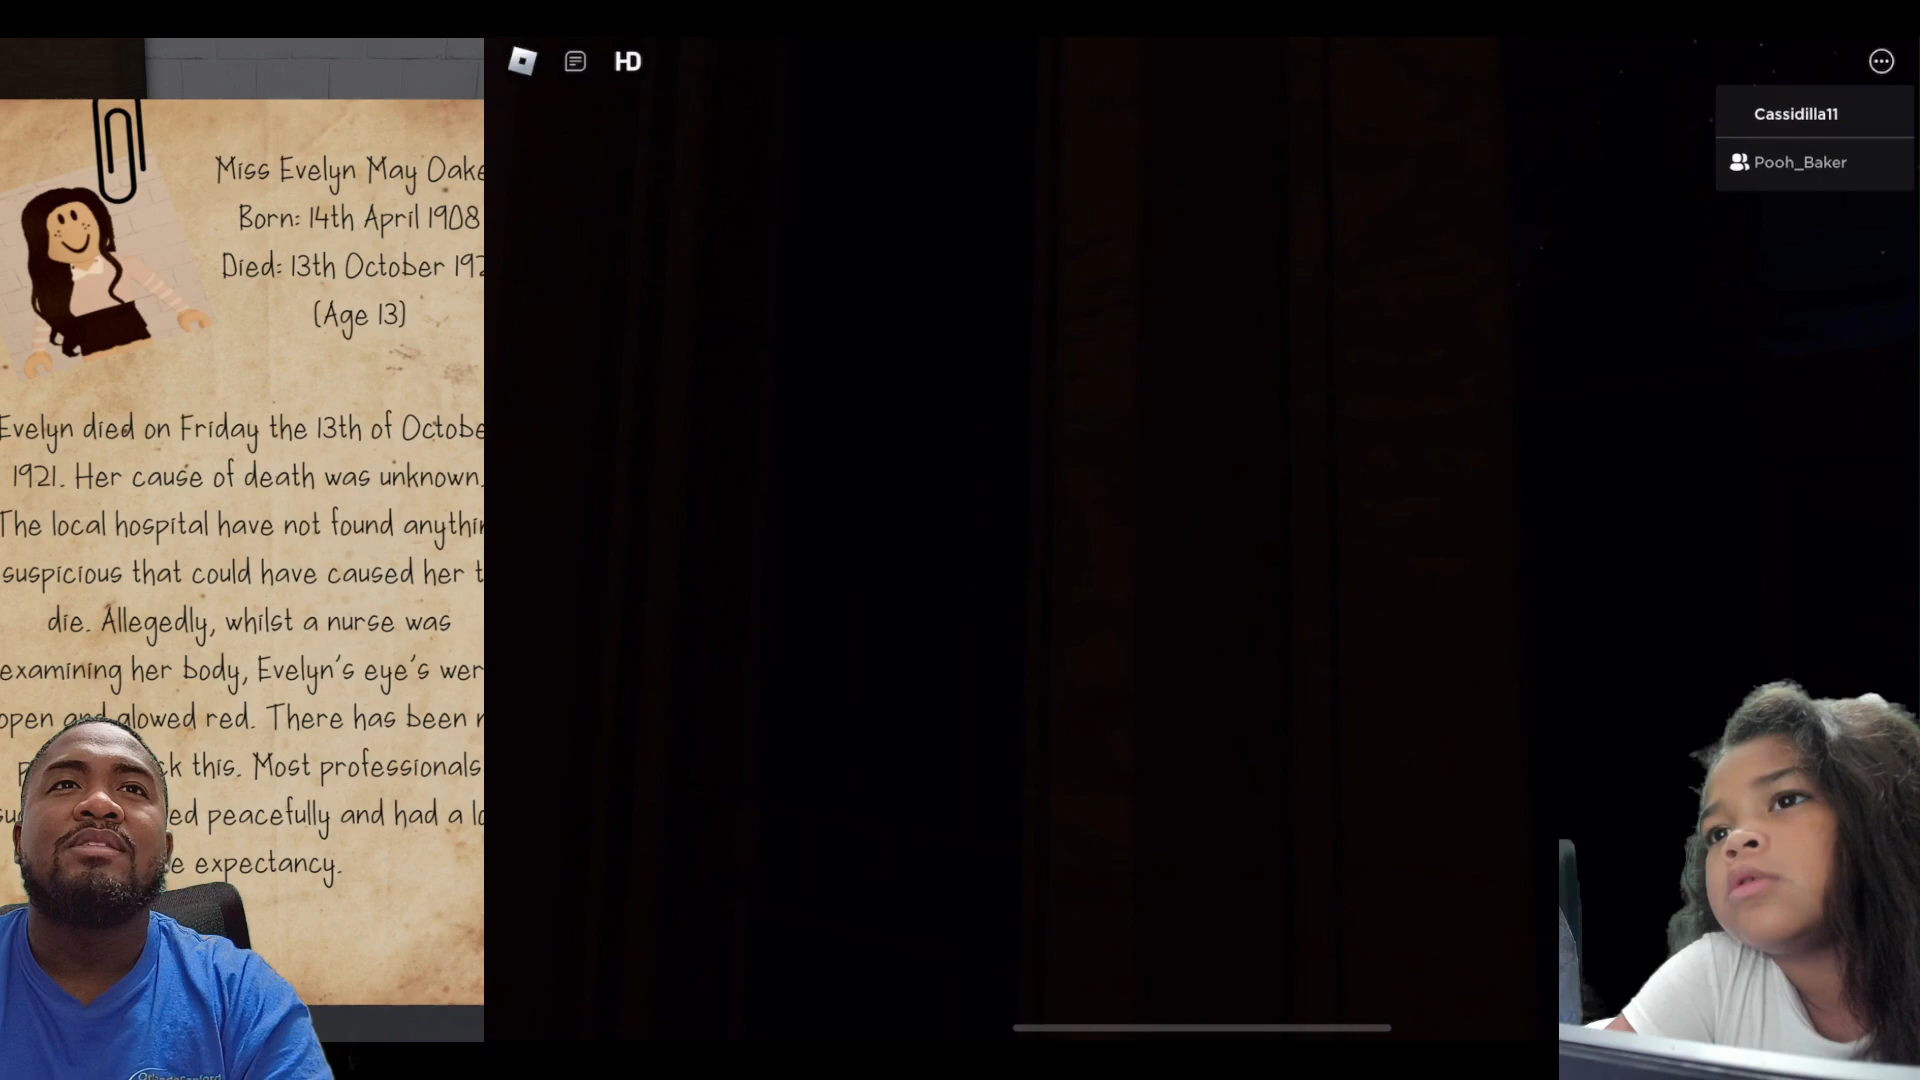 HD
Cassidilla11
Pooh_Baker
Miss Evelyn May Oake
Born: 14th April 1908
Died: 13th October 192
(Age 13)
Evelyn died on Friday the 13th of Octobe
1921. Her cause of death was unknown.
The local hospital have not found anythin
suspicious that could have caused her t
die. Allegedly, whilst a nurse was
examining her body, Evelyn's eye's wer
open and glowed red. There has been
this. Most professionals
peacefully and had a
expectancy.